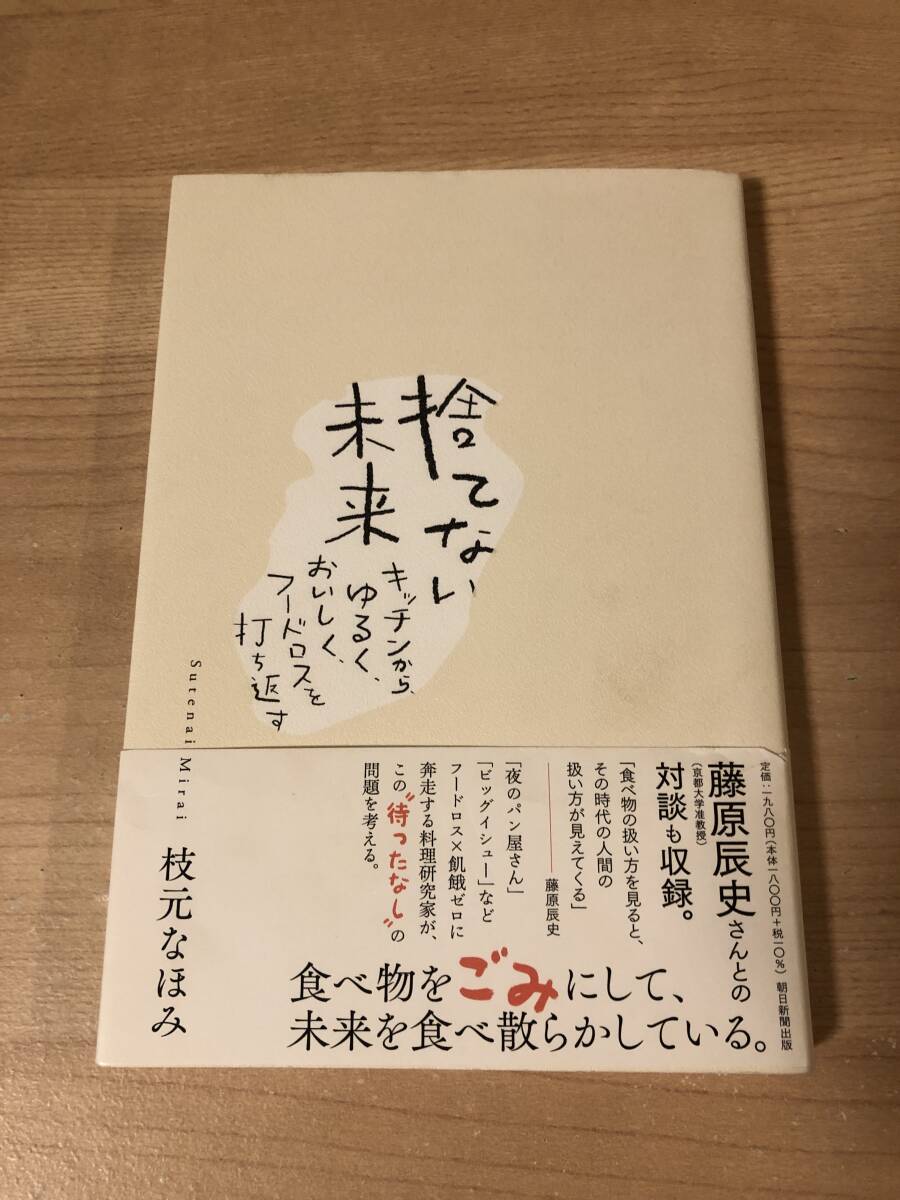 捨てない
未来
キッチンから、
ゆるく、
おいしく、
フードロスを
打ち返す
Sutenai Mirai
枝元なほみ
定価:一九八〇円(本体一八〇〇円+税一〇%) 朝日新聞出版
藤原辰史さんとの
(京都大学准教授)
対談も収録。
「食べ物の扱い方を見ると、
その時代の人間の
扱い方が見えてくる」
——藤原辰史
「夜のパン屋さん」
「ビッグイシュー」など
フードロス×飢餓ゼロに
奔走する料理研究家が、
この“待ったなし”の
問題を考える。
食べ物をごみにして、
未来を食べ散らかしている。